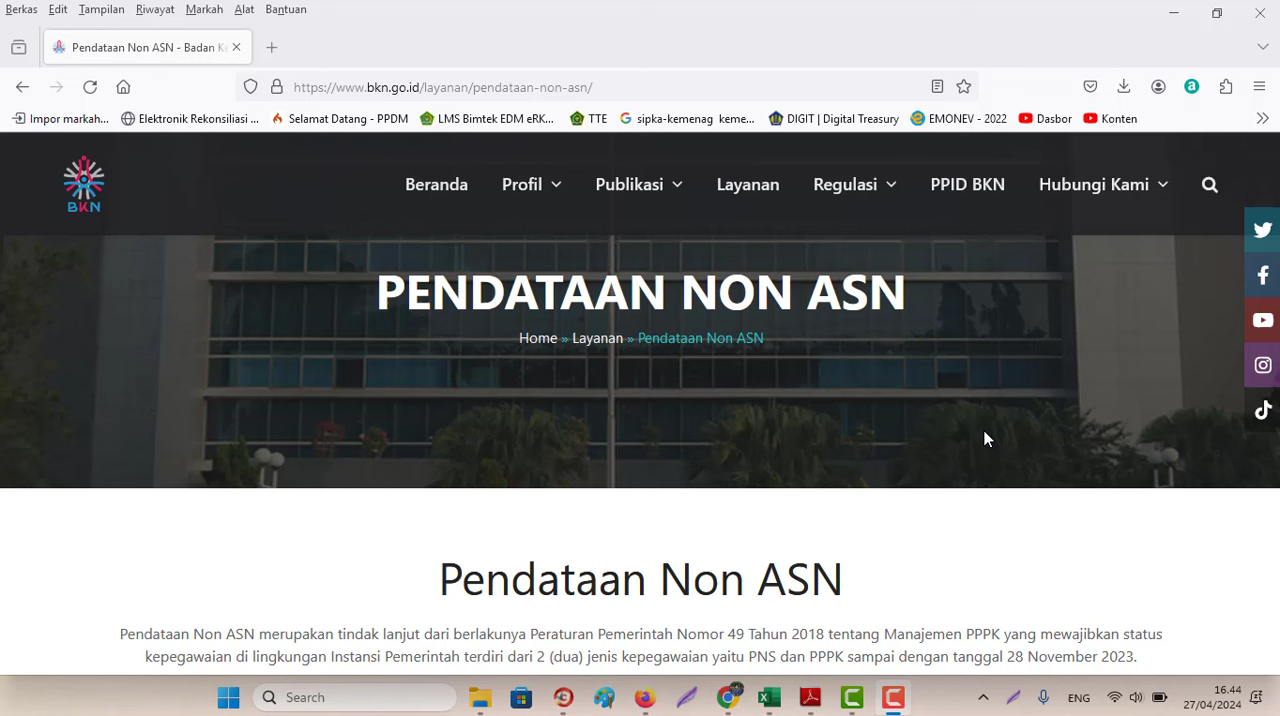 Berkas Edit Tampilan Riwayat Markah Alat Bantuan
Pendataan Non ASN - Badan Ke
https://www.bkn.go.id/layanan/pendataan-non-asn/
Impor markah... Elektronik Rekonsiliasi ... Selamat Datang - PPDM LMS Bimtek EDM eRK... TTE sipka-kemenag keme... DIGIT | Digital Treasury EMONEV - 2022 Dasbor Konten
BKN
Beranda Profil Publikasi Layanan Regulasi PPID BKN Hubungi Kami
PENDATAAN NON ASN
Home » Layanan » Pendataan Non ASN
Pendataan Non ASN
Pendataan Non ASN merupakan tindak lanjut dari berlakunya Peraturan Pemerintah Nomor 49 Tahun 2018 tentang Manajemen PPPK yang mewajibkan status
kepegawaian di lingkungan Instansi Pemerintah terdiri dari 2 (dua) jenis kepegawaian yaitu PNS dan PPPK sampai dengan tanggal 28 November 2023.
Search
ENG
16.44
27/04/2024